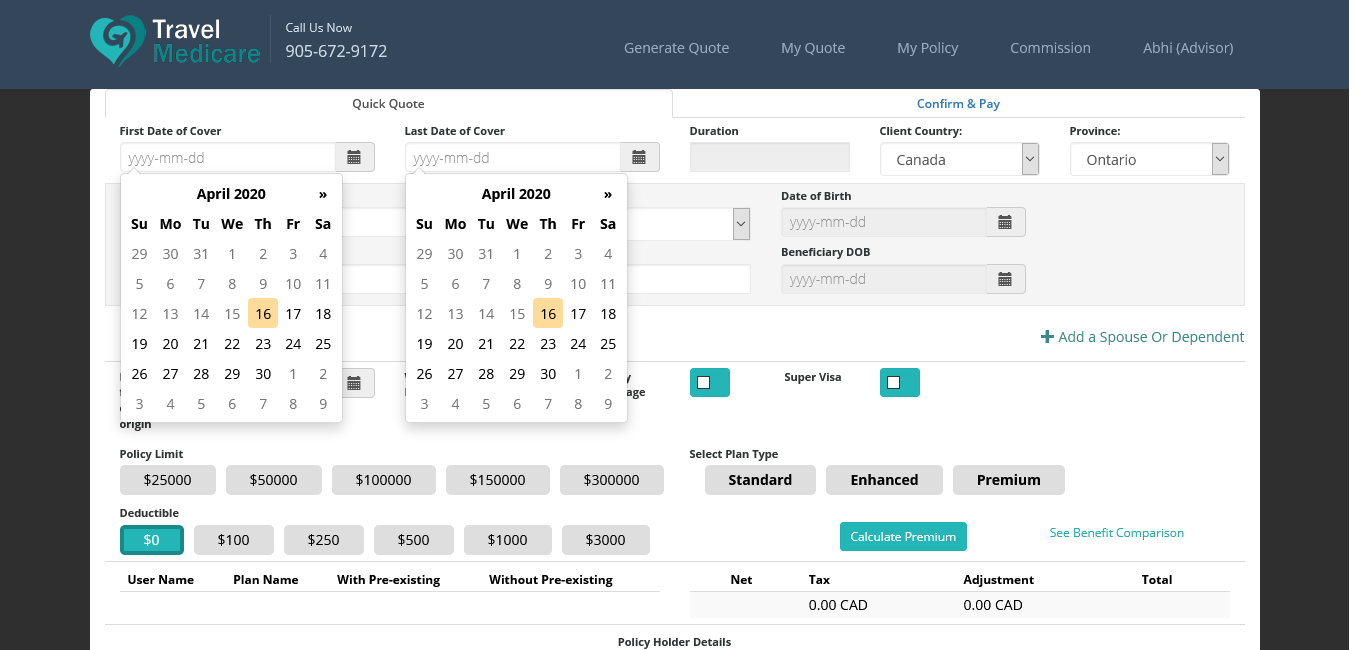 Travel
Medicare
Call Us Now
905-672-9172
Generate Quote My Quote My Policy Commission Abhi (Advisor)
Quick Quote Confirm & Pay
First Date of Cover Last Date of Cover Duration Client Country: Province:
yyyy-mm-dd yyyy-mm-dd Canada Ontario
April 2020 » April 2020 »
Su Mo Tu We Th Fr Sa Su Mo Tu We Th Fr Sa
29 30 31 1 2 3 4 29 30 31 1 2 3 4
5 6 7 8 9 10 11 5 6 7 8 9 10 11
12 13 14 15 16 17 18 12 13 14 15 16 17 18
19 20 21 22 23 24 25 19 20 21 22 23 24 25
26 27 28 29 30 1 2 26 27 28 29 30 1 2
3 4 5 6 7 8 9 3 4 5 6 7 8 9
Date of Birth
yyyy-mm-dd
Beneficiary DOB
yyyy-mm-dd
Add a Spouse Or Dependent
Super Visa
origin
Policy Limit Select Plan Type
$25000 $50000 $100000 $150000 $300000 Standard Enhanced Premium
Deductible
$0 $100 $250 $500 $1000 $3000 Calculate Premium See Benefit Comparison
User Name Plan Name With Pre-existing Without Pre-existing Net Tax Adjustment Total
0.00 CAD 0.00 CAD
Policy Holder Details